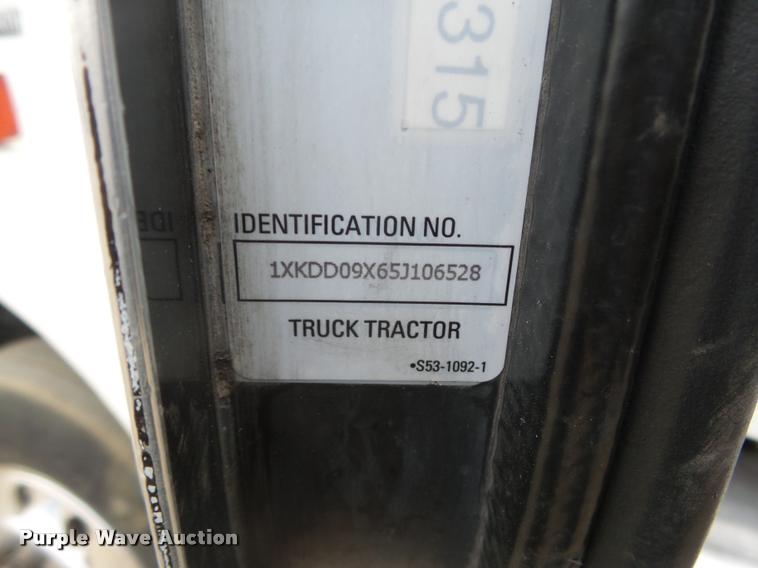 315
IDENTIFICATION NO.
1XKDD09X65J106528
TRUCK TRACTOR
•S53-1092-1
Purple Wave Auction